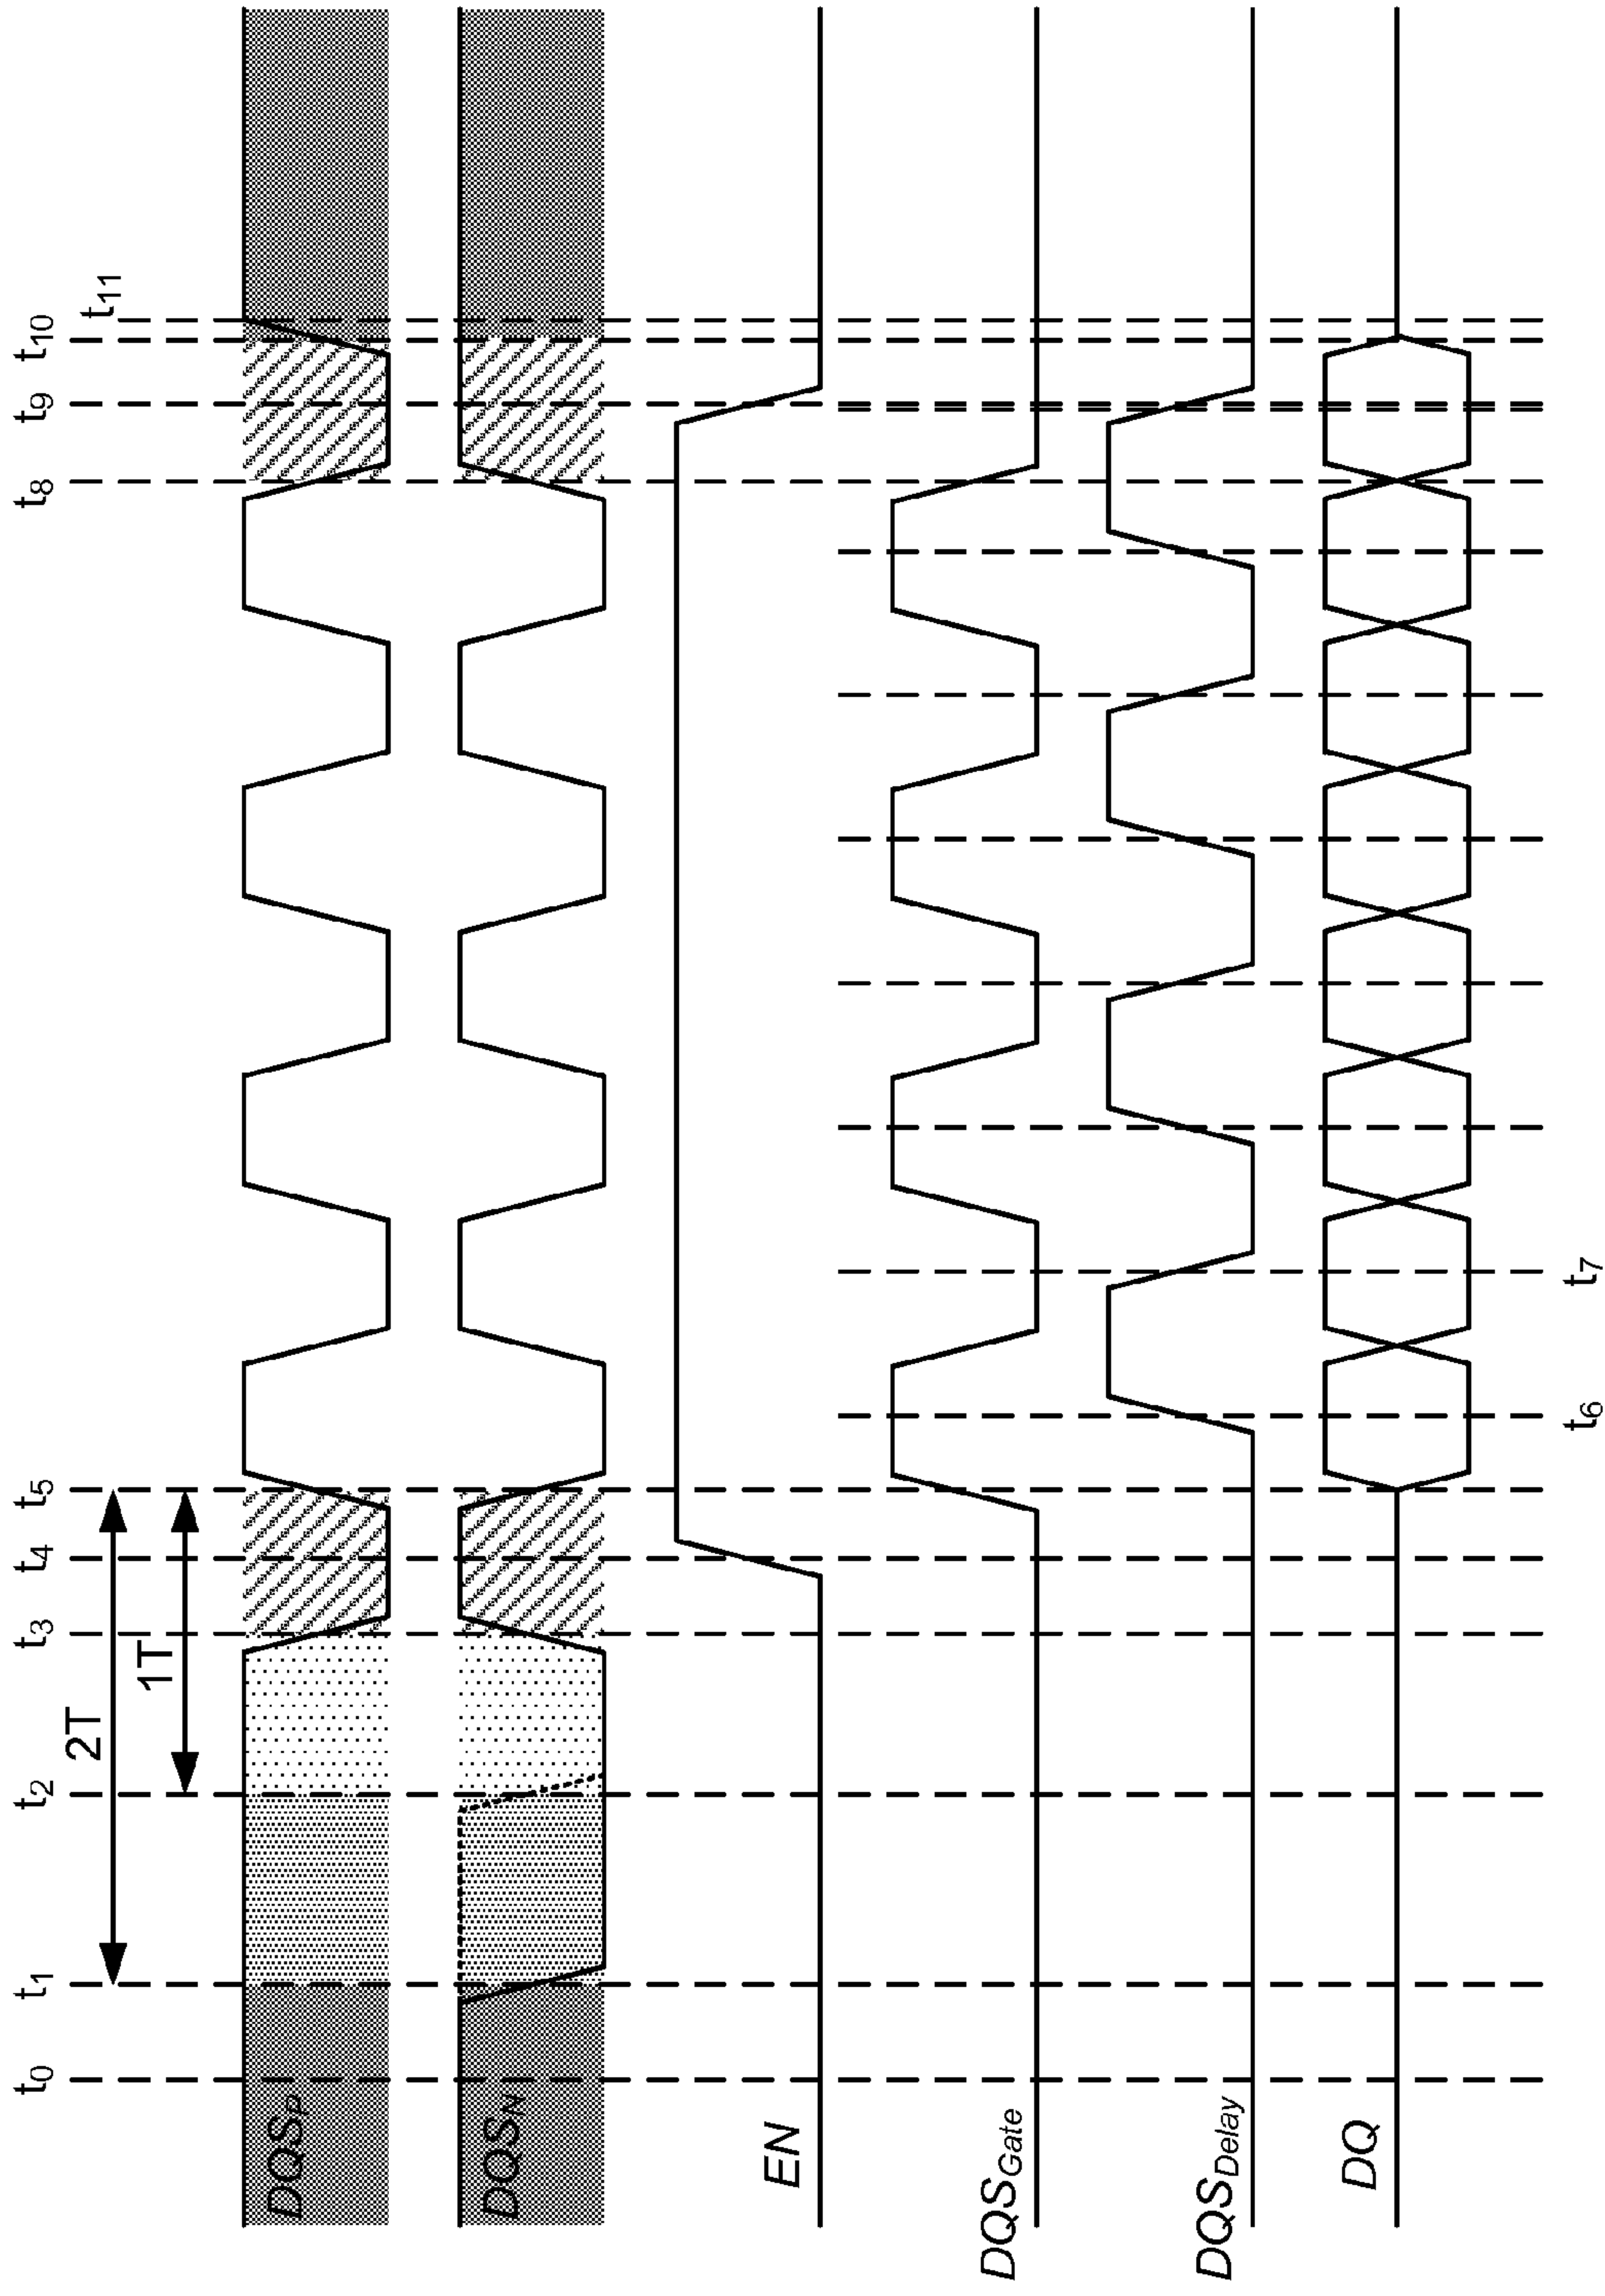 t0 t1 t2 t3 t4 t5 t8 t9 t10
t11
2T
1T
DQSP
DQSN
EN
DQSGate
DQSDelay
DQ
t6 t7